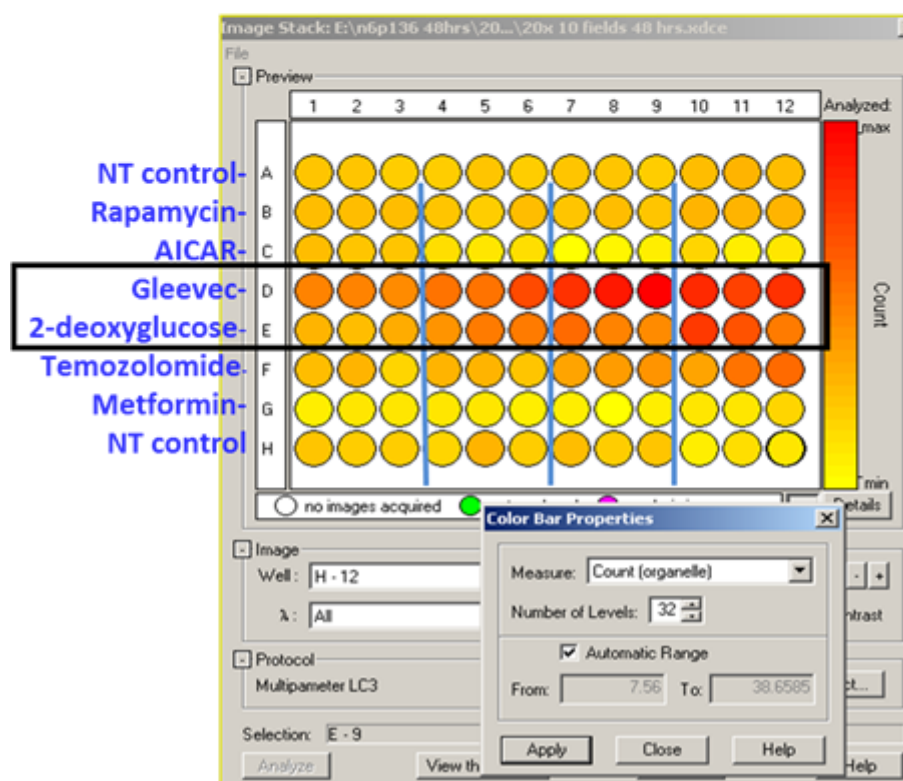 Image Stack: E:\n6p136 48hrs\20...\20x 10 fields 48 hrs.xdce
File
- Preview
1 2 3 4 5 6 7 8 9 10 11 12 Analyzed:
max
NT control- A
Rapamycin- B
AICAR- C
Gleevec- D
2-deoxyglucose- E
Temozolomide- F
Metformin- G
NT control H
Count
min
no images acquired
Details
Color Bar Properties
- Image
Well: H - 12
Measure: Count (organelle)
- +
λ: All
Number of Levels: 32
Automatic Range
- Protocol
Multipameter LC3
From: 7.56 To: 38.6585
Selection: E - 9
Apply Close Help
Analyze View th Help